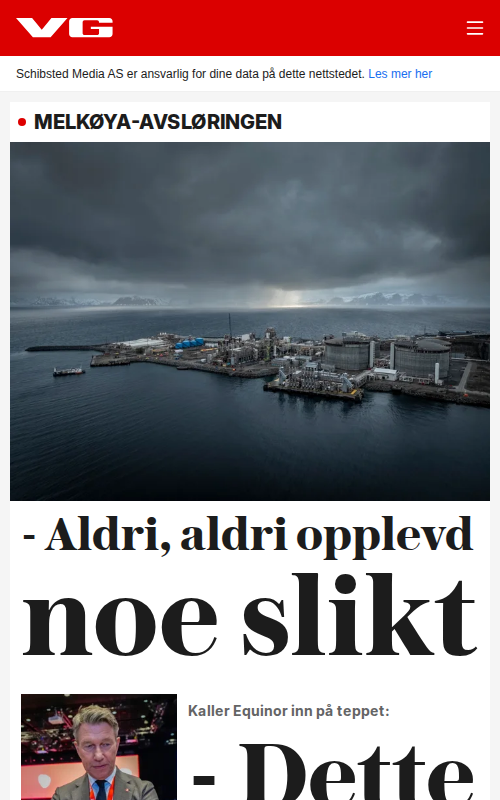 VG
Schibsted Media AS er ansvarlig for dine data på dette nettstedet. Les mer her
MELKØYA-AVSLØRINGEN
- Aldri, aldri opplevd
noe slikt
Kaller Equinor inn på teppet:
- Dette